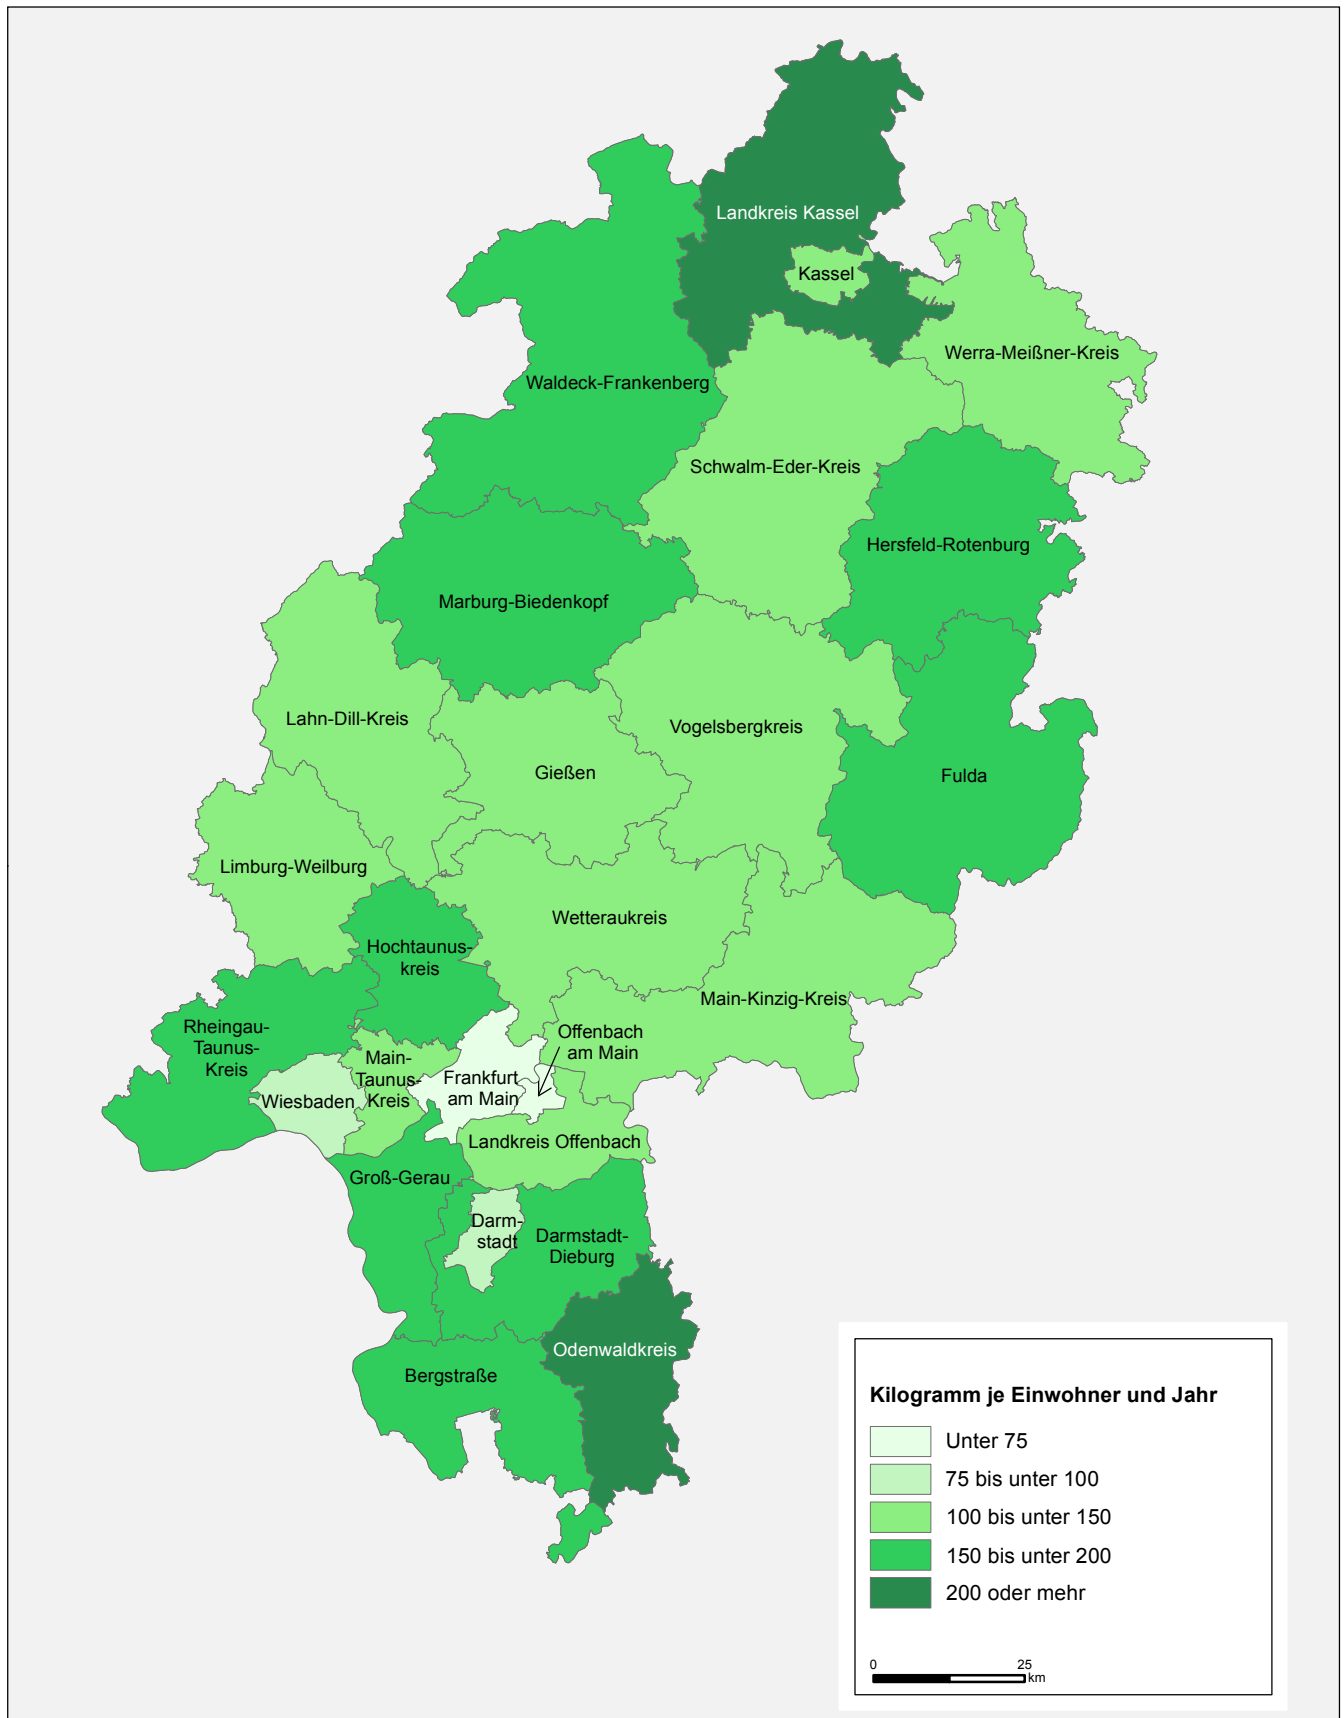 Landkreis Kassel
Kassel
Werra-Meißner-Kreis
Waldeck-Frankenberg
Schwalm-Eder-Kreis
Hersfeld-Rotenburg
Marburg-Biedenkopf
Lahn-Dill-Kreis
Vogelsbergkreis
Gießen
Fulda
Limburg-Weilburg
Wetteraukreis
Hochtaunus-
kreis
Main-Kinzig-Kreis
Rheingau-
Taunus-
Kreis
Offenbach
am Main
Main-
Taunus-
Kreis
Frankfurt
am Main
Wiesbaden
Landkreis Offenbach
Groß-Gerau
Darm-
stadt
Darmstadt-
Dieburg
Odenwaldkreis
Bergstraße
Kilogramm je Einwohner und Jahr
Unter 75
75 bis unter 100
100 bis unter 150
150 bis unter 200
200 oder mehr
0 25
km